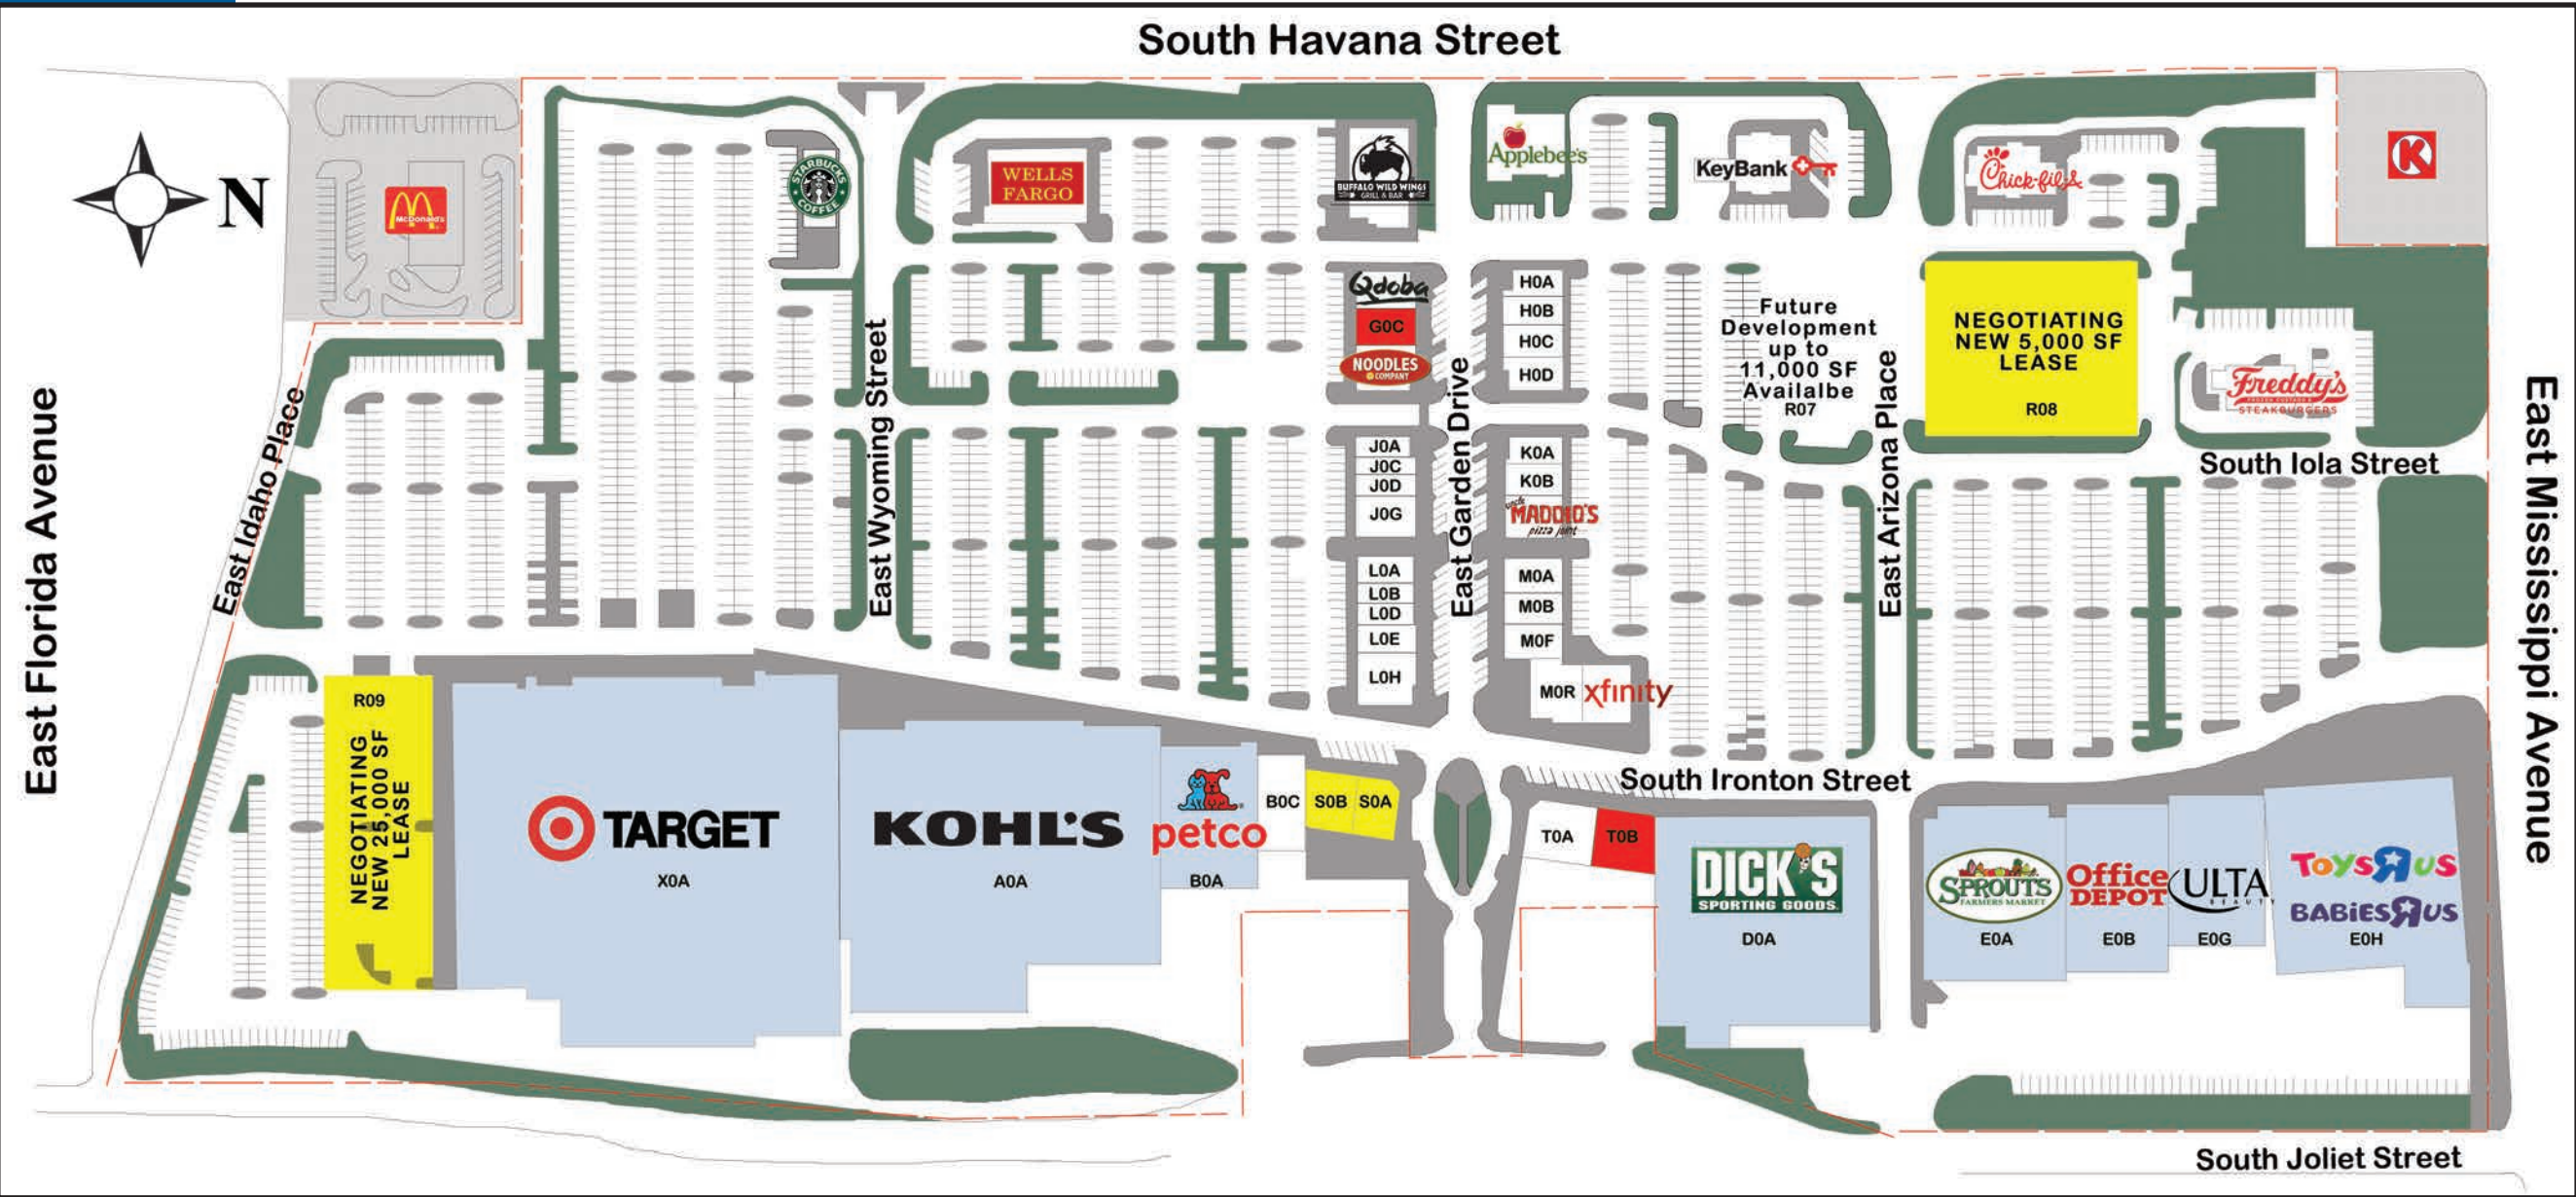 South Havana Street
N
McDonald's
STARBUCKS
COFFEE
WELLS
FARGO
BUFFALO WILD WINGS
GRILL & BAR
Applebee's
KeyBank
Chick-fil-A
K
Qdoba
G0C
NOODLES
& COMPANY
H0A
H0B
H0C
H0D
Future
Development
up to
11,000 SF
Availalbe
R07
NEGOTIATING
NEW 5,000 SF
LEASE
R08
Freddy's
FROZEN CUSTARD &
STEAKBURGERS
East Florida Avenue
East Idaho Place
East Wyoming Street
East Garden Drive
East Arizona Place
East Mississippi Avenue
South Iola Street
J0A
J0C
J0D
J0G
K0A
K0B
uncle
MADDIO'S
pizza joint
L0A
L0B
L0D
L0E
L0H
M0A
M0B
M0F
M0R
xfinity
South Ironton Street
R09
NEGOTIATING
NEW 25,000 SF
LEASE
TARGET
X0A
KOHL'S
A0A
petco
B0A
B0C
S0B
S0A
T0A
T0B
DICK'S
SPORTING GOODS
D0A
SPROUTS
FARMERS MARKET
E0A
Office
DEPOT
E0B
ULTA
BEAUTY
E0G
TOYS R US
BABIES R US
E0H
South Joliet Street